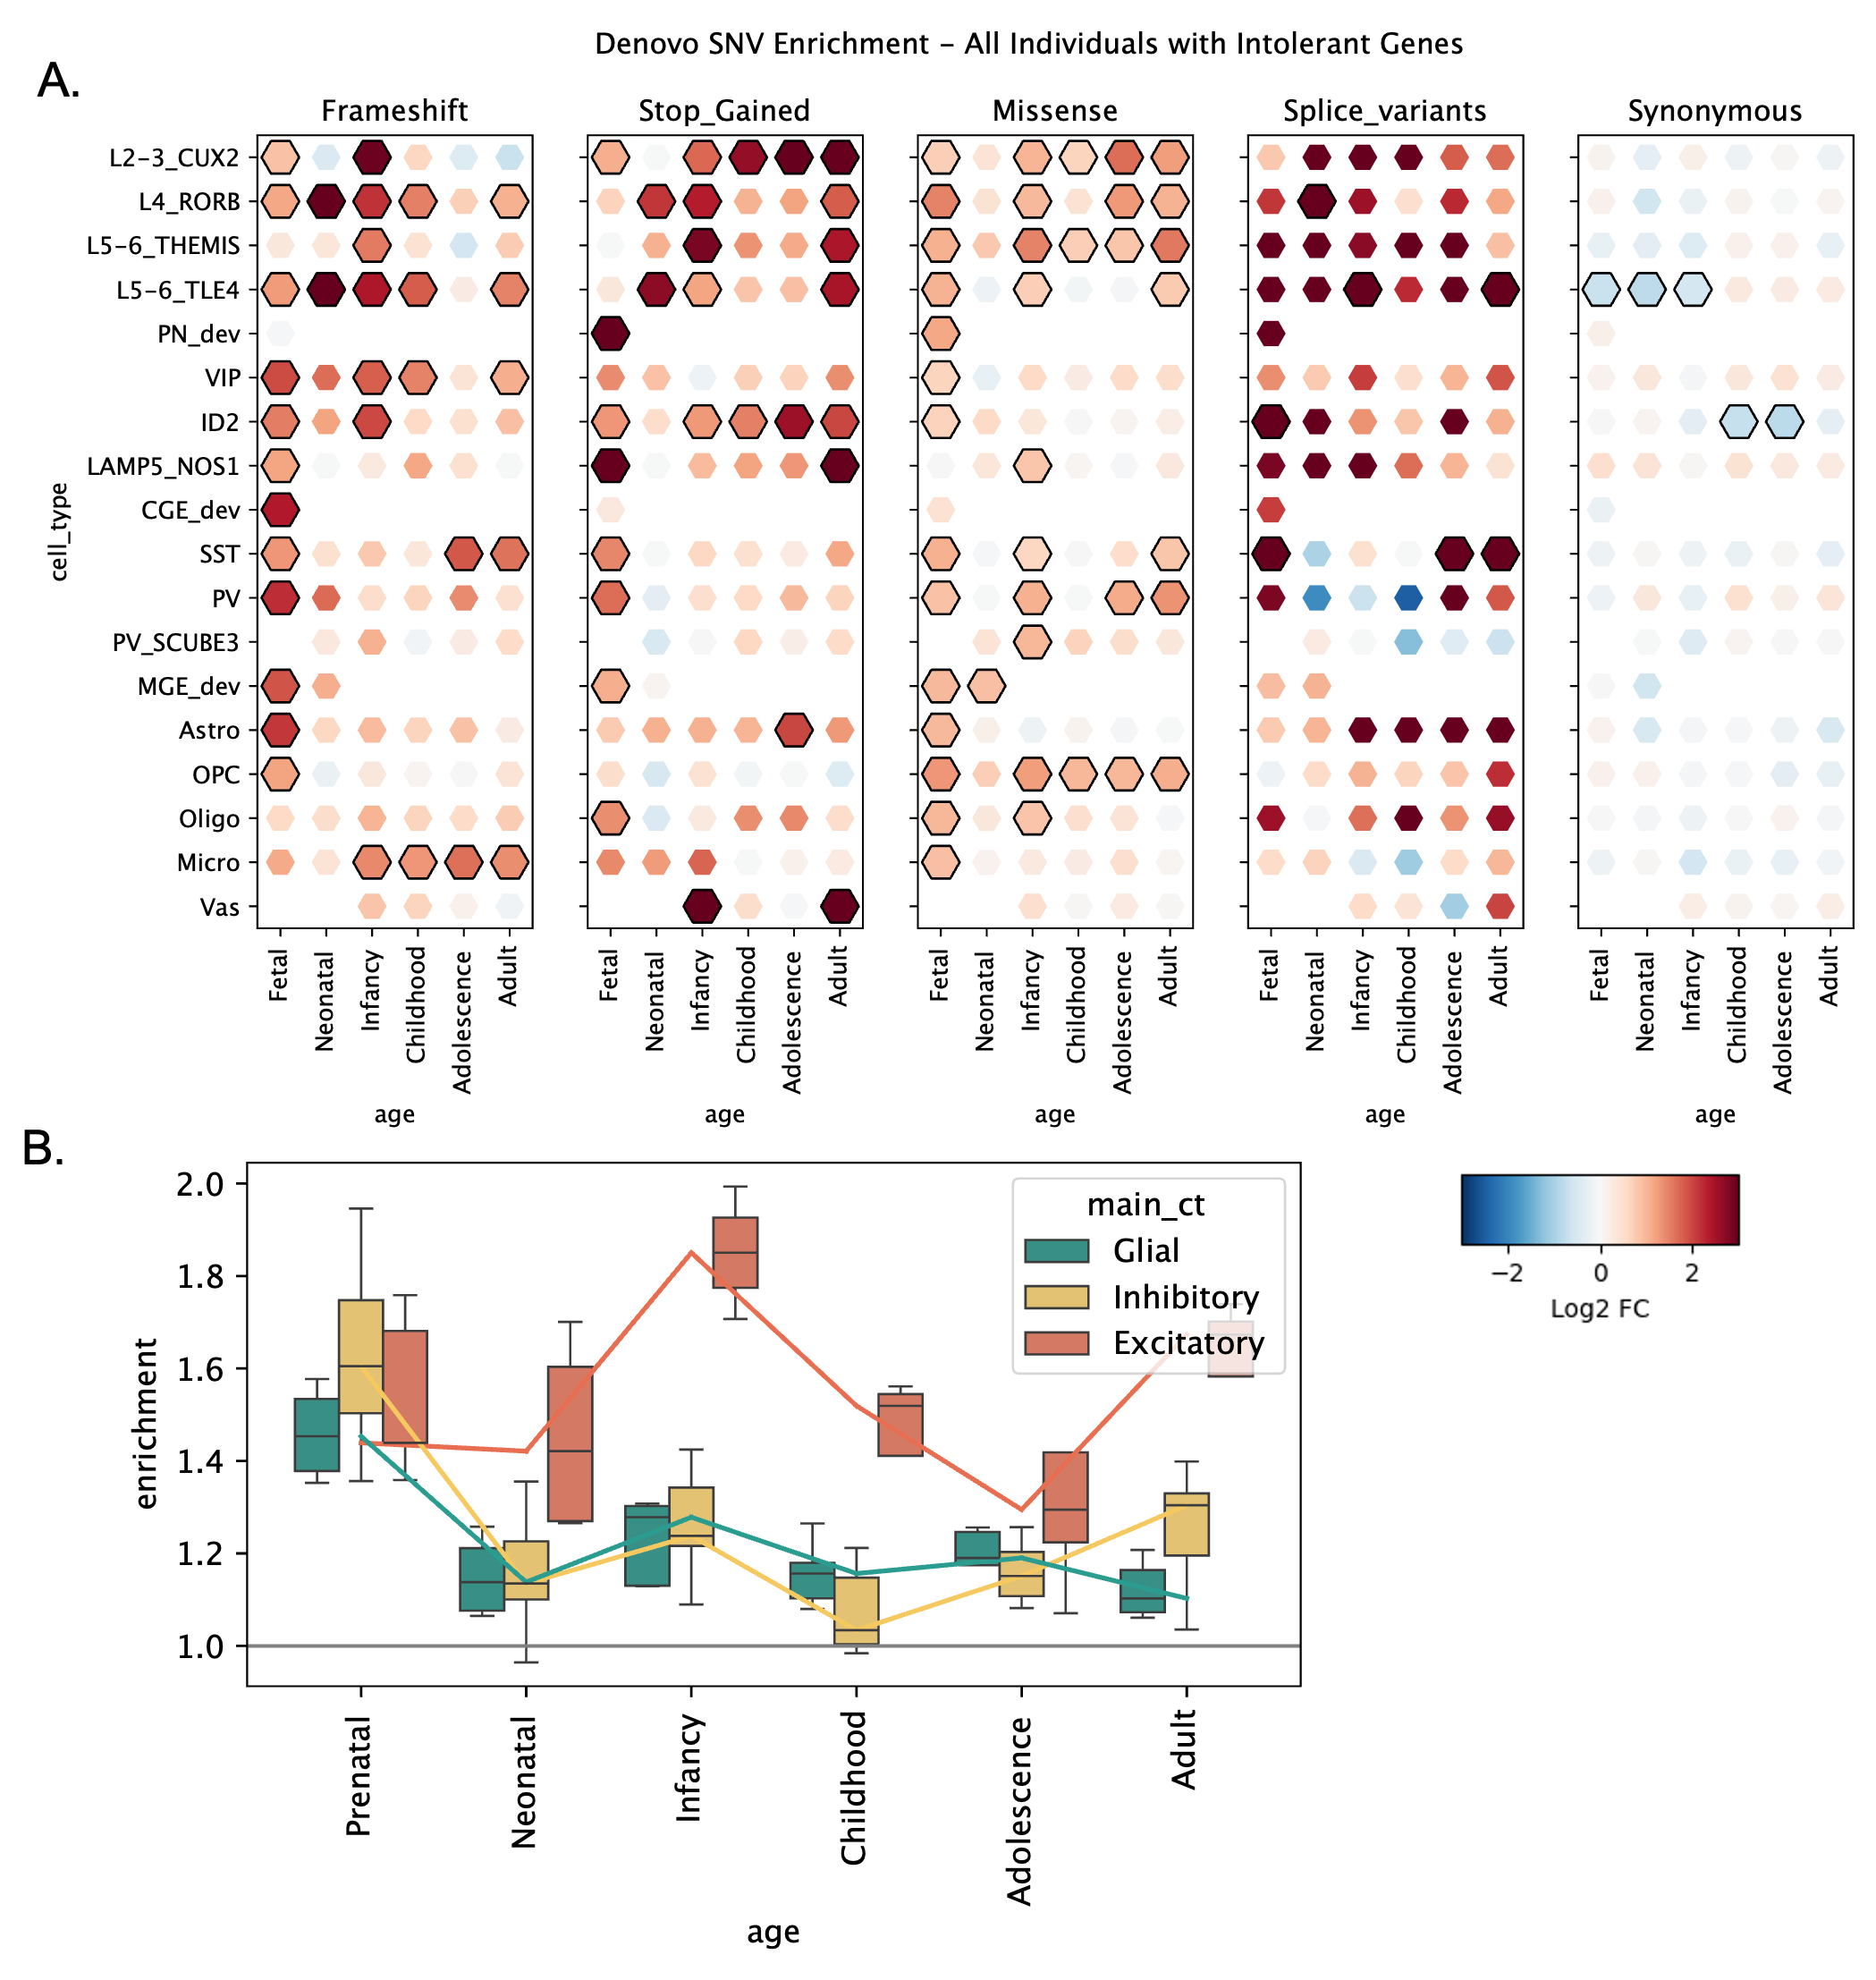 Denovo SNV Enrichment - All Individuals with Intolerant Genes
A.
Frameshift Stop_Gained Missense Splice_variants Synonymous
cell_type
L2-3_CUX2
L4_RORB
L5-6_THEMIS
L5-6_TLE4
PN_dev
VIP
ID2
LAMP5_NOS1
CGE_dev
SST
PV
PV_SCUBE3
MGE_dev
Astro
OPC
Oligo
Micro
Vas
Fetal Neonatal Infancy Childhood Adolescence Adult
Fetal Neonatal Infancy Childhood Adolescence Adult
Fetal Neonatal Infancy Childhood Adolescence Adult
Fetal Neonatal Infancy Childhood Adolescence Adult
Fetal Neonatal Infancy Childhood Adolescence Adult
age age age age age
B.
enrichment
2.0
1.8
1.6
1.4
1.2
1.0
main_ct
Glial
Inhibitory
Excitatory
Prenatal Neonatal Infancy Childhood Adolescence Adult
age
−2 0 2
Log2 FC